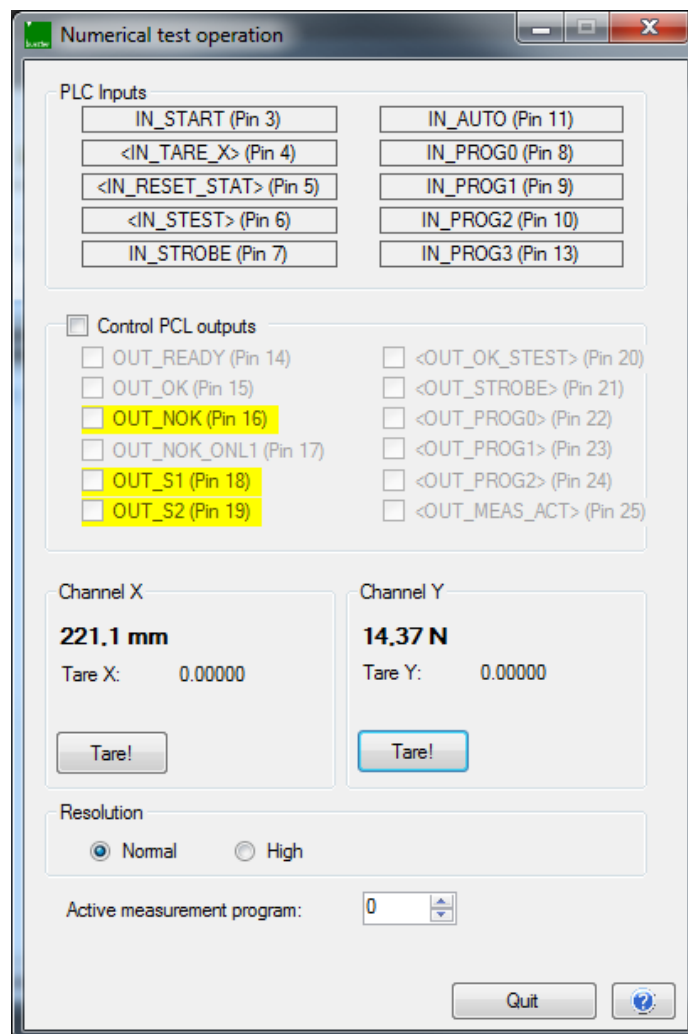 Numerical test operation
PLC Inputs
IN_START (Pin 3)
IN_AUTO (Pin 11)
<IN_TARE_X> (Pin 4)
IN_PROG0 (Pin 8)
<IN_RESET_STAT> (Pin 5)
IN_PROG1 (Pin 9)
<IN_STEST> (Pin 6)
IN_PROG2 (Pin 10)
IN_STROBE (Pin 7)
IN_PROG3 (Pin 13)
Control PCL outputs
OUT_READY (Pin 14)
<OUT_OK_STEST> (Pin 20)
OUT_OK (Pin 15)
<OUT_STROBE> (Pin 21)
OUT_NOK (Pin 16)
<OUT_PROG0> (Pin 22)
OUT_NOK_ONL1 (Pin 17)
<OUT_PROG1> (Pin 23)
OUT_S1 (Pin 18)
<OUT_PROG2> (Pin 24)
OUT_S2 (Pin 19)
<OUT_MEAS_ACT> (Pin 25)
Channel X
221.1 mm
Tare X: 0.00000
Tare!
Channel Y
14.37 N
Tare Y: 0.00000
Tare!
Resolution
Normal
High
Active measurement program: 0
Quit
?